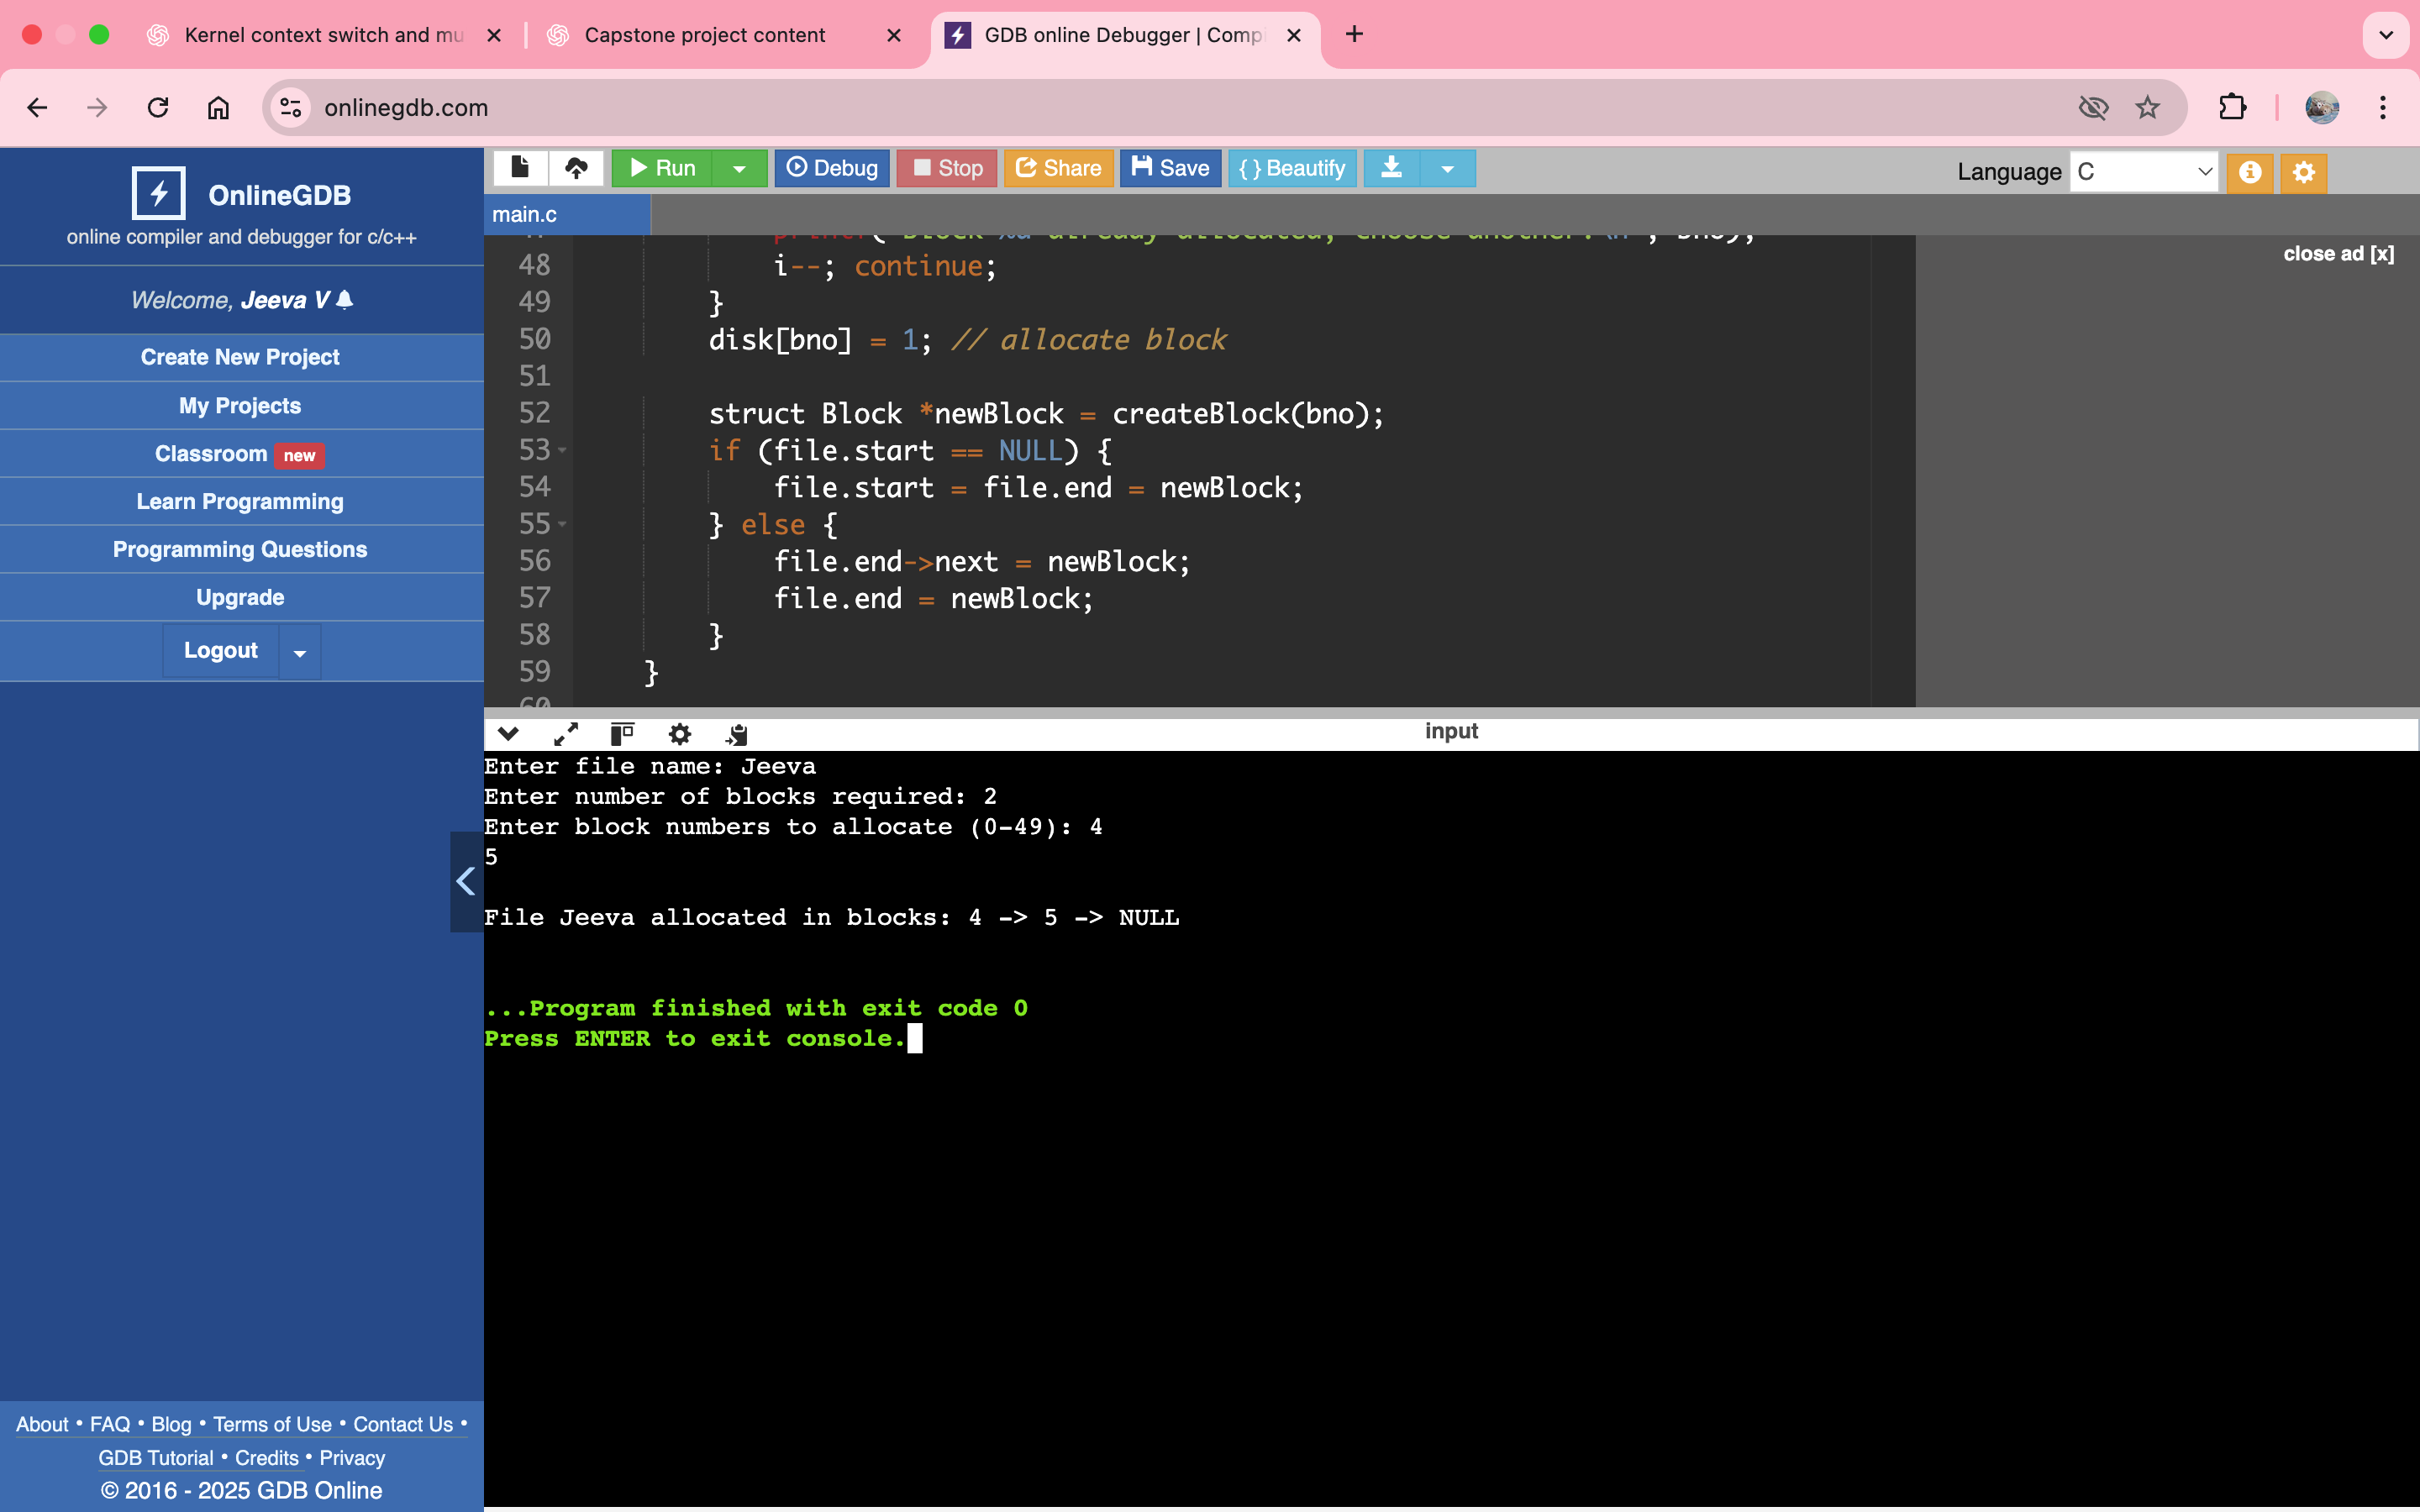 Kernel context switch and mu
Capstone project content
GDB online Debugger | Comp
onlinegdb.com
OnlineGDB
online compiler and debugger for c/c++
Welcome, Jeeva V
Create New Project
My Projects
Classroom new
Learn Programming
Programming Questions
Upgrade
Logout
Run
Debug
Stop
Share
Save
{ } Beautify
Language C
main.c
close ad [x]
48 i--; continue;
49 }
50 disk[bno] = 1; // allocate block
51
52 struct Block *newBlock = createBlock(bno);
53 if (file.start == NULL) {
54 file.start = file.end = newBlock;
55 } else {
56 file.end->next = newBlock;
57 file.end = newBlock;
58 }
59 }
60
input
Enter file name: Jeeva
Enter number of blocks required: 2
Enter block numbers to allocate (0-49): 4
5
File Jeeva allocated in blocks: 4 -> 5 -> NULL
...Program finished with exit code 0
Press ENTER to exit console.
About • FAQ • Blog • Terms of Use • Contact Us •
GDB Tutorial • Credits • Privacy
© 2016 - 2025 GDB Online